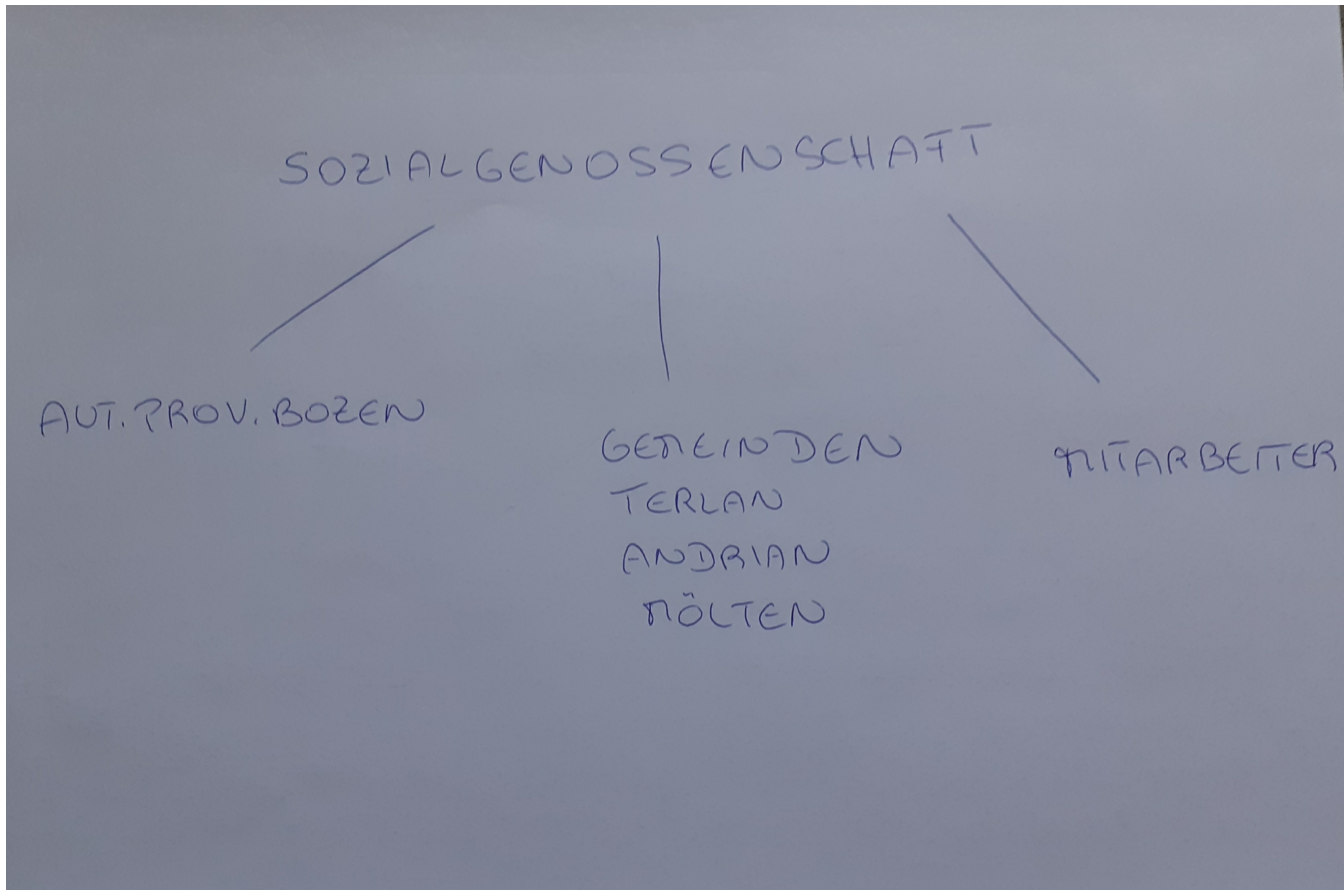 SOZIALGENOSSENSCHAFT
AUT. PROV. BOZEN
GEMEINDEN
TERLAN
ANDRIAN
MÖLTEN
MITARBEITER